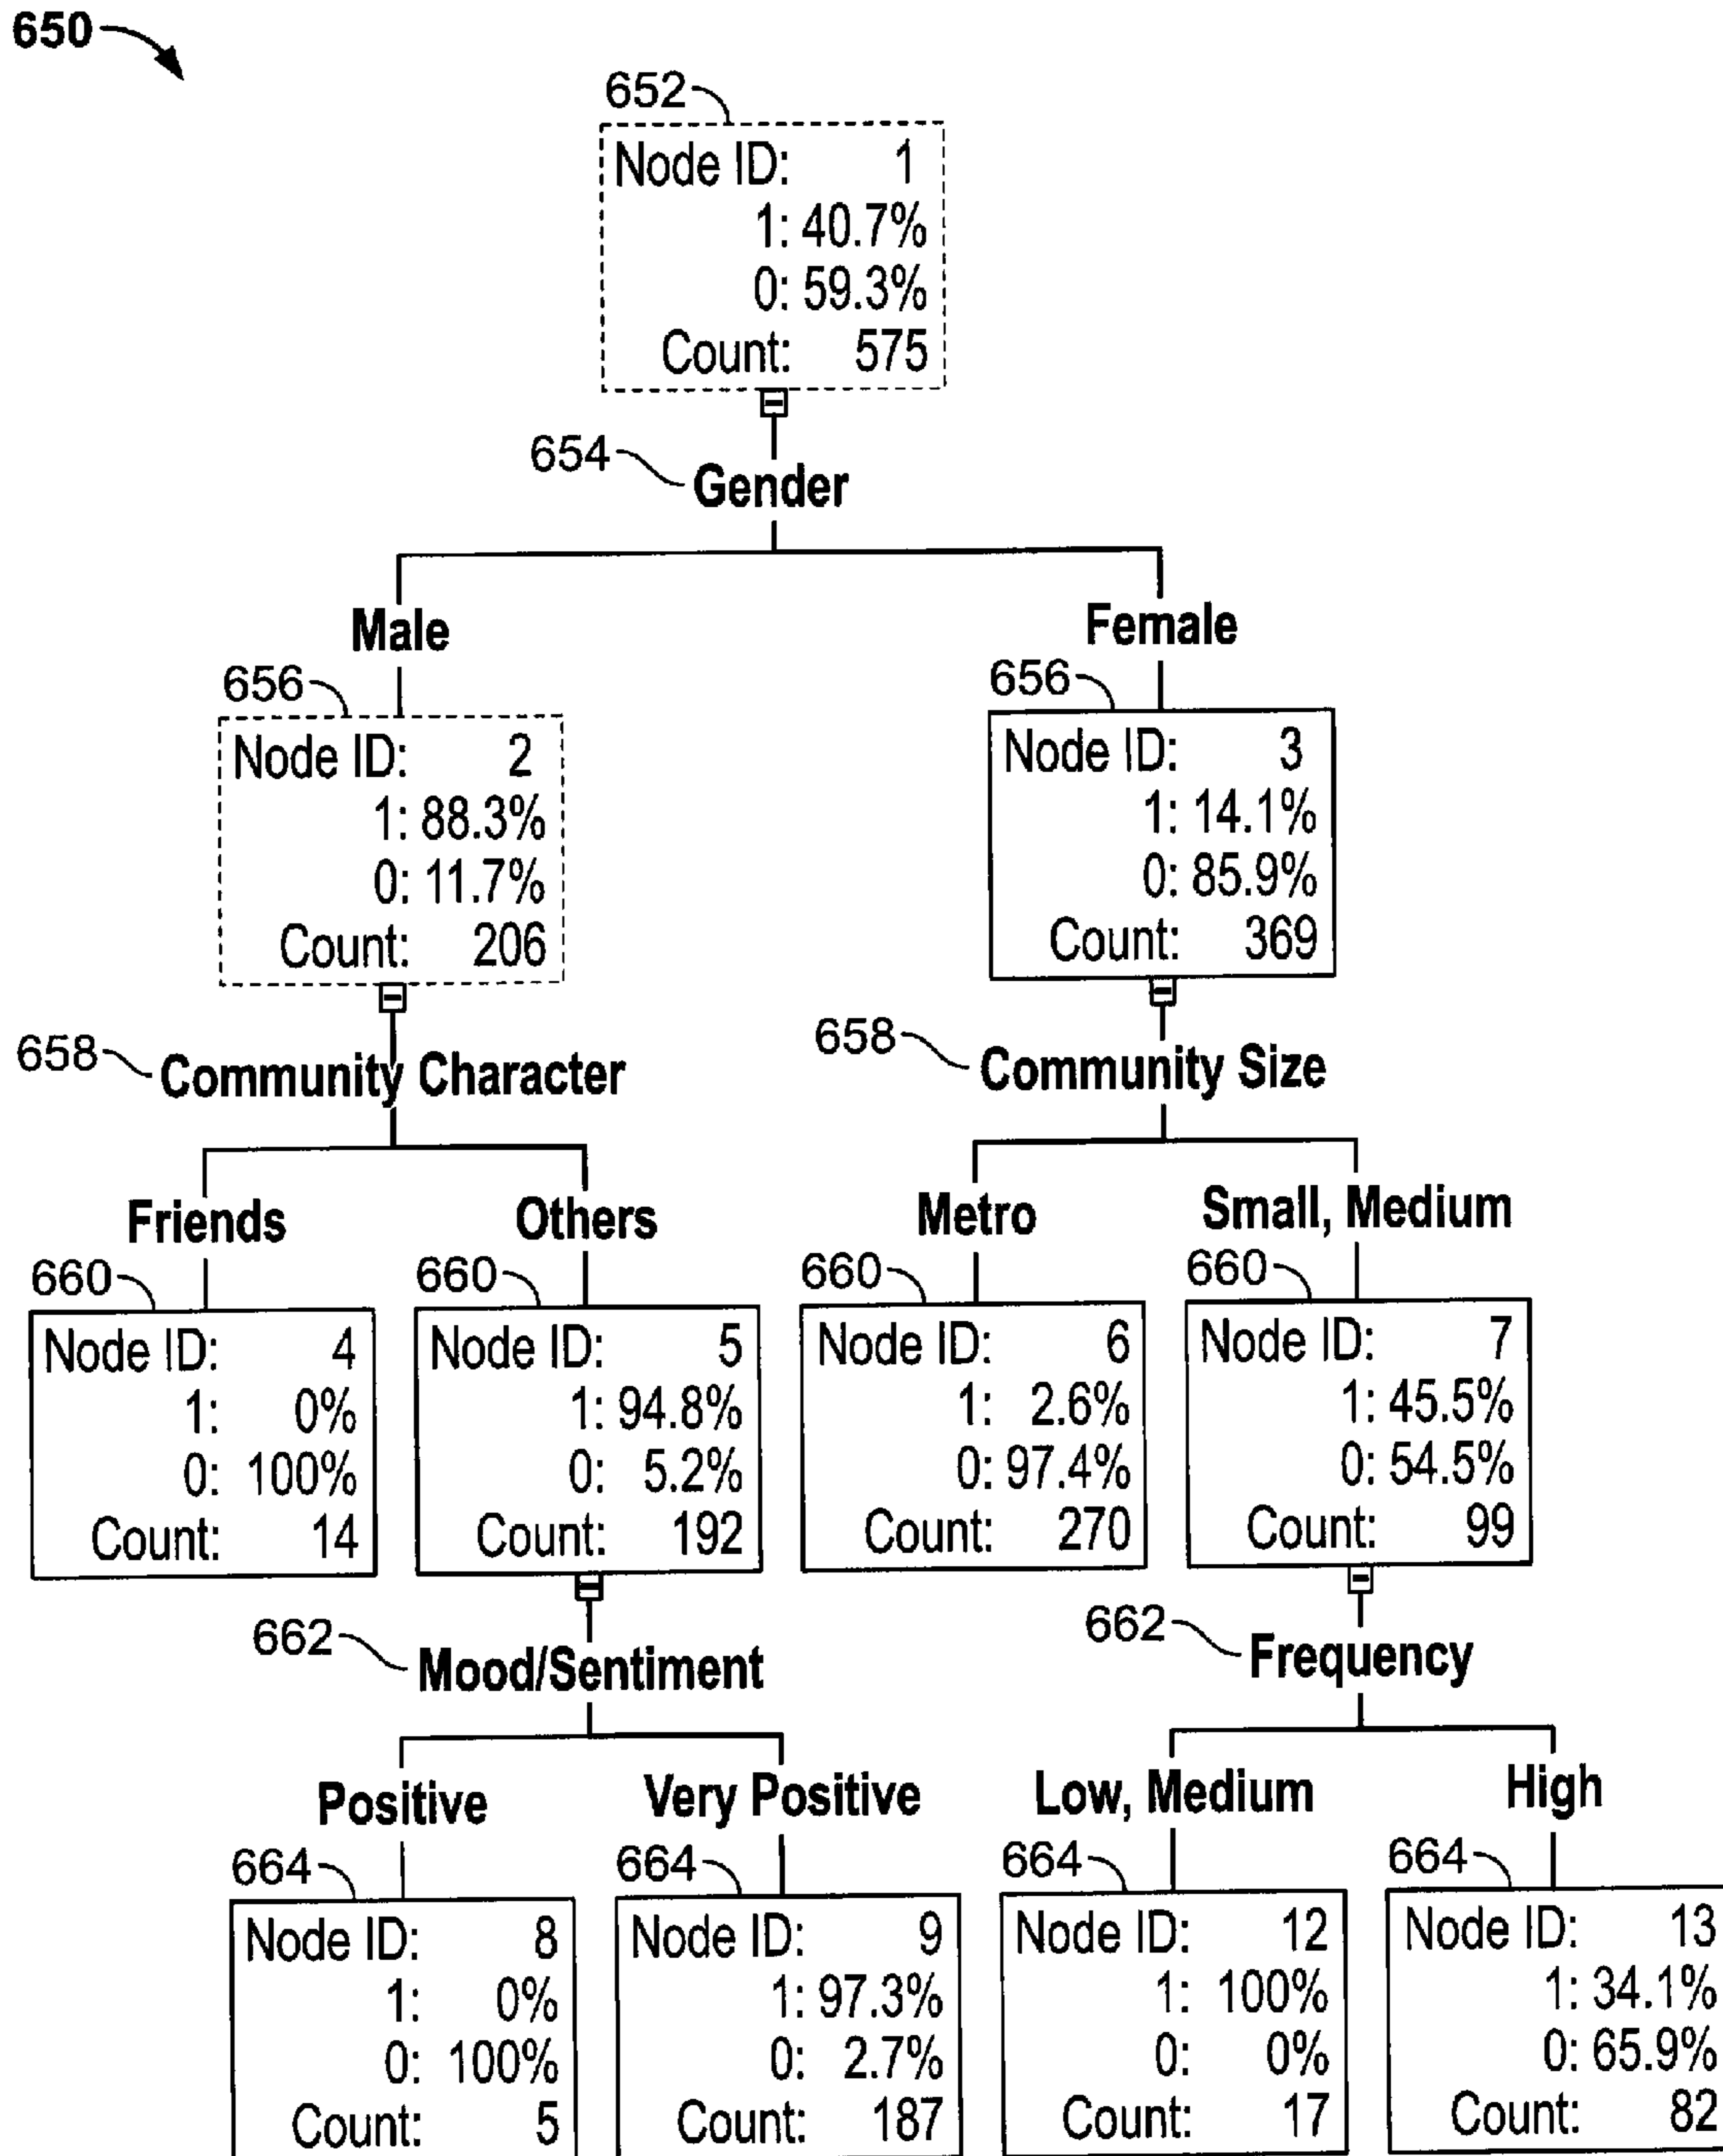 650
652
Node ID: 1
1: 40.7%
0: 59.3%
Count: 575
654
Gender
Male
656
Node ID: 2
1: 88.3%
0: 11.7%
Count: 206
Female
656
Node ID: 3
1: 14.1%
0: 85.9%
Count: 369
658
Community Character
658
Community Size
Friends
660
Node ID: 4
1: 0%
0: 100%
Count: 14
Others
660
Node ID: 5
1: 94.8%
0: 5.2%
Count: 192
Metro
660
Node ID: 6
1: 2.6%
0: 97.4%
Count: 270
Small, Medium
660
Node ID: 7
1: 45.5%
0: 54.5%
Count: 99
662
Mood/Sentiment
662
Frequency
Positive
664
Node ID: 8
1: 0%
0: 100%
Count: 5
Very Positive
664
Node ID: 9
1: 97.3%
0: 2.7%
Count: 187
Low, Medium
664
Node ID: 12
1: 100%
0: 0%
Count: 17
High
664
Node ID: 13
1: 34.1%
0: 65.9%
Count: 82